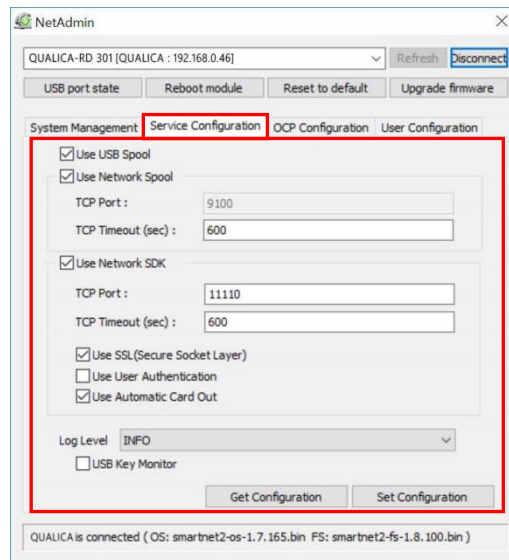 NetAdmin
QUALICA-RD 301 [QUALICA : 192.168.0.46] Refresh Disconnect
USB port state Reboot module Reset to default Upgrade firmware
System Management Service Configuration OCP Configuration User Configuration
Use USB Spool
Use Network Spool
TCP Port : 9100
TCP Timeout (sec) : 600
Use Network SDK
TCP Port : 11110
TCP Timeout (sec) : 600
Use SSL(Secure Socket Layer)
Use User Authentication
Use Automatic Card Out
Log Level INFO
USB Key Monitor
Get Configuration Set Configuration
QUALICA is connected ( OS: smartnet2-os-1.7.165.bin FS: smartnet2-fs-1.8.100.bin )